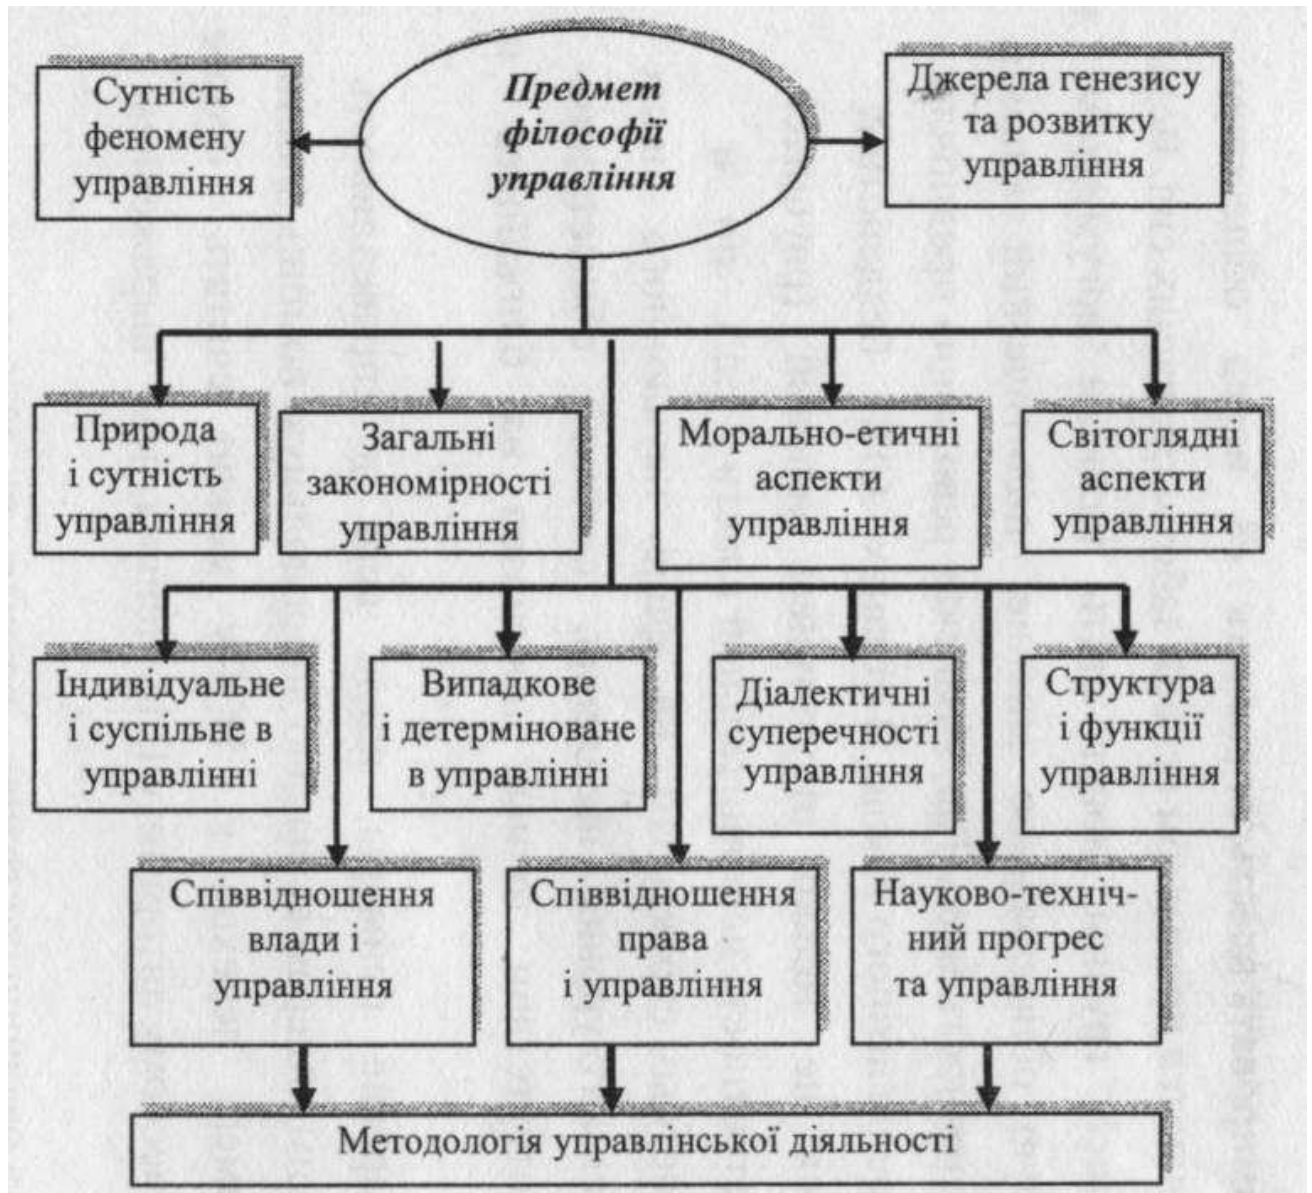 Сутність
феномену
управління
Предмет
філософії
управління
Джерела генезису
та розвитку
управління
Природа
і сутність
управління
Загальні
закономірності
управління
Морально-етичні
аспекти
управління
Світоглядні
аспекти
управління
Індивідуальне
і суспільне в
управлінні
Випадкове
і детерміноване
в управлінні
Діалектичні
суперечності
управління
Структура
і функції
управління
Співвідношення
влади і
управління
Співвідношення
права
і управління
Науково-техніч-
ний прогрес
та управління
Методологія управлінської діяльності